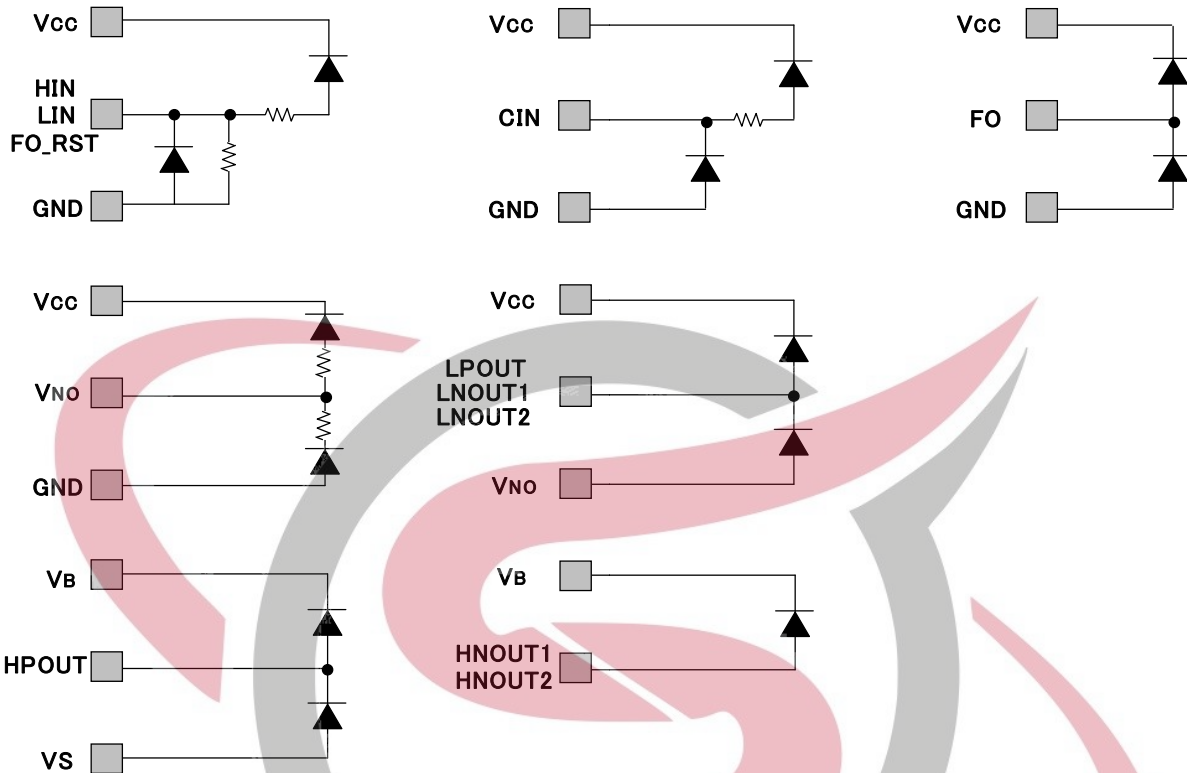 VCC
HIN
LIN
FO_RST
GND
VCC
CIN
GND
VCC
FO
GND
VCC
VNO
GND
VCC
LPOUT
LNOUT1
LNOUT2
VNO
VB
HPOUT
VS
VB
HNOUT1
HNOUT2